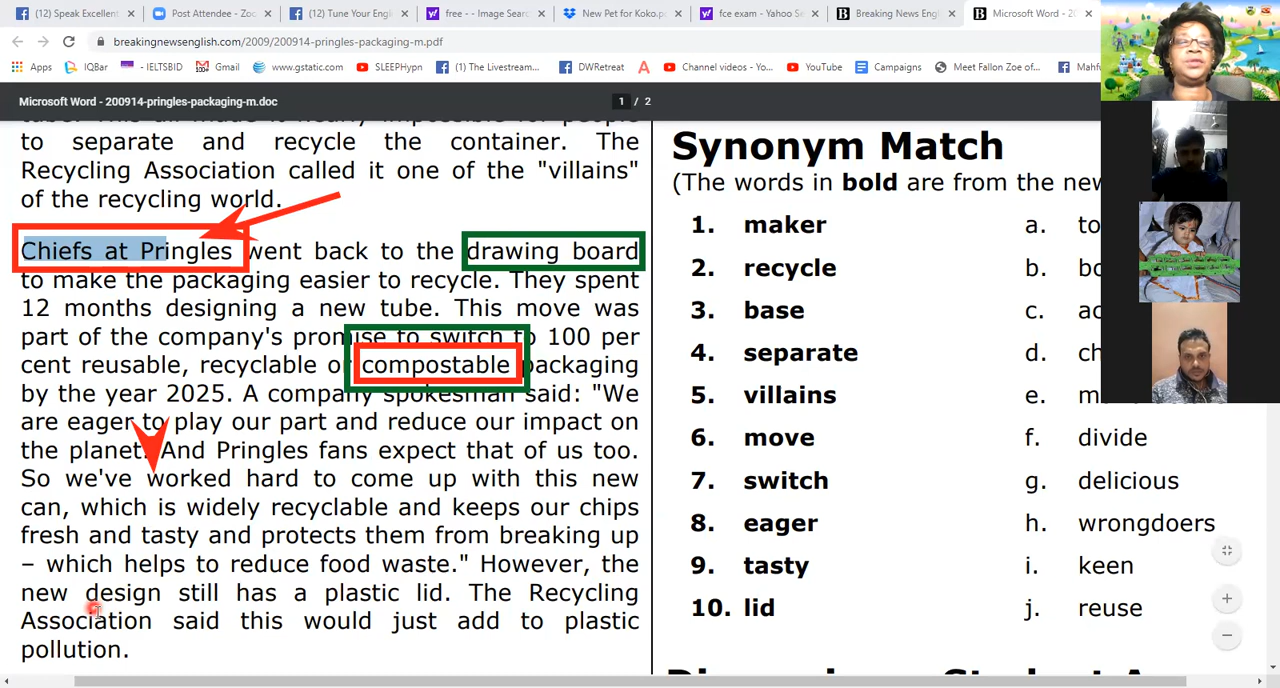 (12) Speak Excellent
Post Attendee - Zoo
(12) Tune Your Engl
free - - Image Searc
New Pet for Koko.p
fce exam - Yahoo Se
Breaking News Engl
Microsoft Word - 20
breakingnewsenglish.com/2009/200914-pringles-packaging-m.pdf
Apps
IQBar
- IELTSBID
Gmail
www.gstatic.com
SLEEPHypn
(1) The Livestream...
DWRetreat
Channel videos - Yo...
YouTube
Campaigns
Meet Fallon Zoe of...
Mahf
Microsoft Word - 200914-pringles-packaging-m.doc
1 / 2
to separate and recycle the container. The
Recycling Association called it one of the "villains"
of the recycling world.
Chiefs at Pringles went back to the drawing board
to make the packaging easier to recycle. They spent
12 months designing a new tube. This move was
part of the company's promise to switch to 100 per
cent reusable, recyclable or compostable packaging
by the year 2025. A company spokesman said: "We
are eager to play our part and reduce our impact on
the planet. And Pringles fans expect that of us too.
So we've worked hard to come up with this new
can, which is widely recyclable and keeps our chips
fresh and tasty and protects them from breaking up
– which helps to reduce food waste." However, the
new design still has a plastic lid. The Recycling
Association said this would just add to plastic
pollution.
Synonym Match
(The words in bold are from the new
1. maker
a. to
2. recycle
b. bo
3. base
c. ac
4. separate
d. ch
5. villains
e. m
6. move
f. divide
7. switch
g. delicious
8. eager
h. wrongdoers
9. tasty
i. keen
10. lid
j. reuse